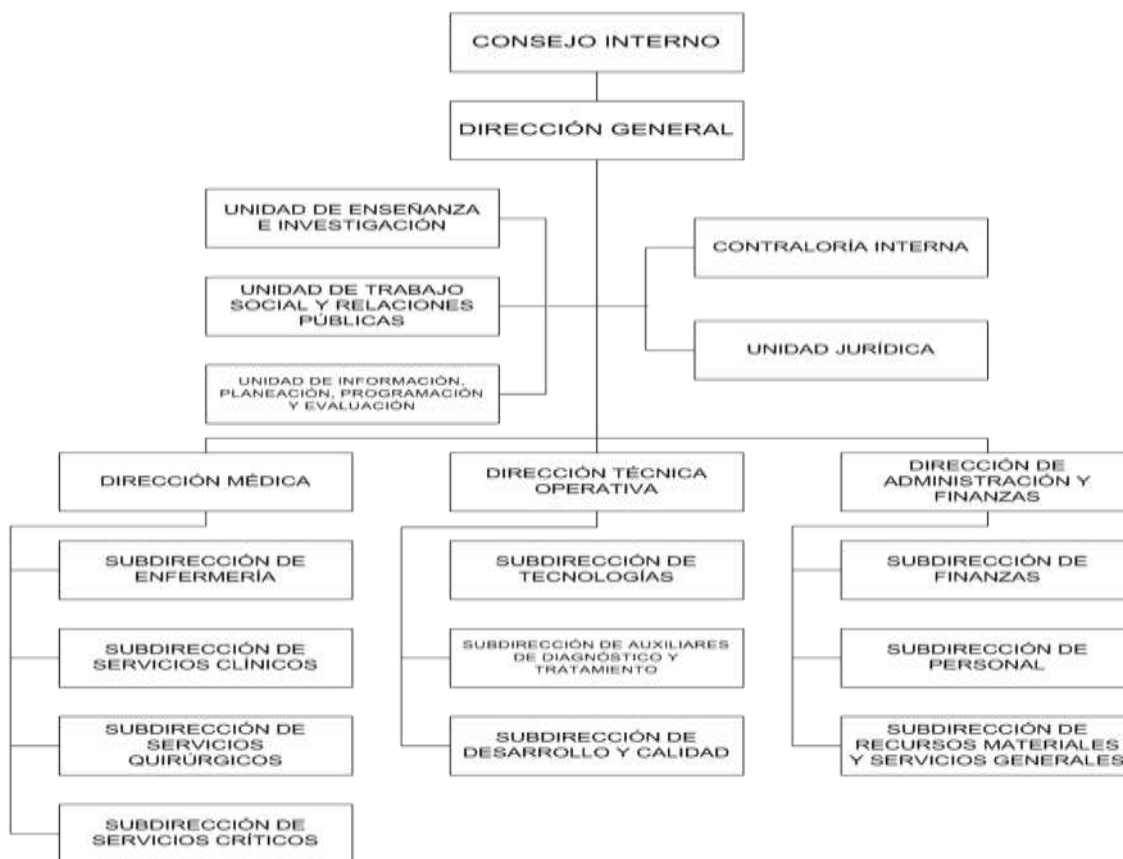 CONSEJO INTERNO
DIRECCIÓN GENERAL
UNIDAD DE ENSEÑANZA
E INVESTIGACIÓN
CONTRALORÍA INTERNA
UNIDAD DE TRABAJO
SOCIAL Y RELACIONES
PÚBLICAS
UNIDAD JURÍDICA
UNIDAD DE INFORMACIÓN,
PLANEACIÓN, PROGRAMACIÓN
Y EVALUACIÓN
DIRECCIÓN MÉDICA
SUBDIRECCIÓN DE
ENFERMERÍA
SUBDIRECCIÓN DE
SERVICIOS CLÍNICOS
SUBDIRECCIÓN DE
SERVICIOS
QUIRÚRGICOS
SUBDIRECCIÓN DE
SERVICIOS CRÍTICOS
DIRECCIÓN TÉCNICA
OPERATIVA
SUBDIRECCIÓN DE
TECNOLOGÍAS
SUBDIRECCIÓN DE AUXILIARES
DE DIAGNÓSTICO Y
TRATAMIENTO
SUBDIRECCIÓN DE
DESARROLLO Y CALIDAD
DIRECCIÓN DE
ADMINISTRACIÓN Y
FINANZAS
SUBDIRECCIÓN DE
FINANZAS
SUBDIRECCIÓN DE
PERSONAL
SUBDIRECCIÓN DE
RECURSOS MATERIALES
Y SERVICIOS GENERALES